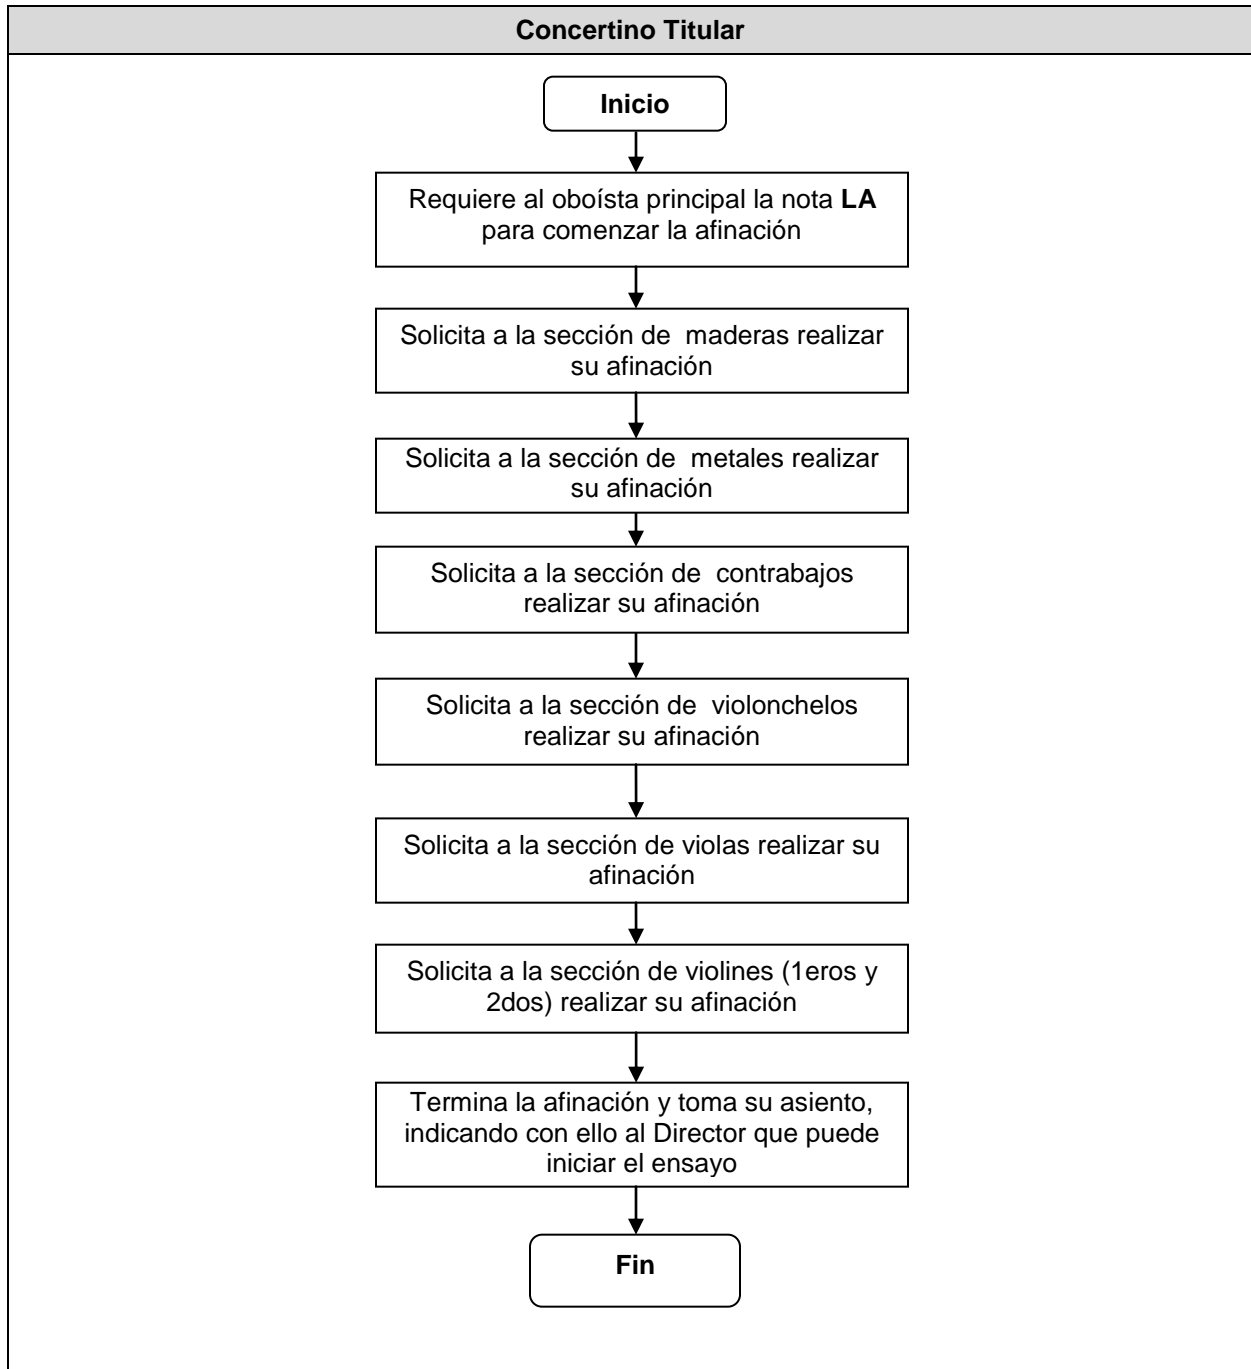 Concertino Titular
Inicio
Requiere al oboísta principal la nota LA
para comenzar la afinación
Solicita a la sección de  maderas realizar
su afinación
Solicita a la sección de  metales realizar
su afinación
Solicita a la sección de  contrabajos
realizar su afinación
Solicita a la sección de  violonchelos
realizar su afinación
Solicita a la sección de violas realizar su
afinación
Solicita a la sección de violines (1eros y
2dos) realizar su afinación
Termina la afinación y toma su asiento,
indicando con ello al Director que puede
iniciar el ensayo
Fin